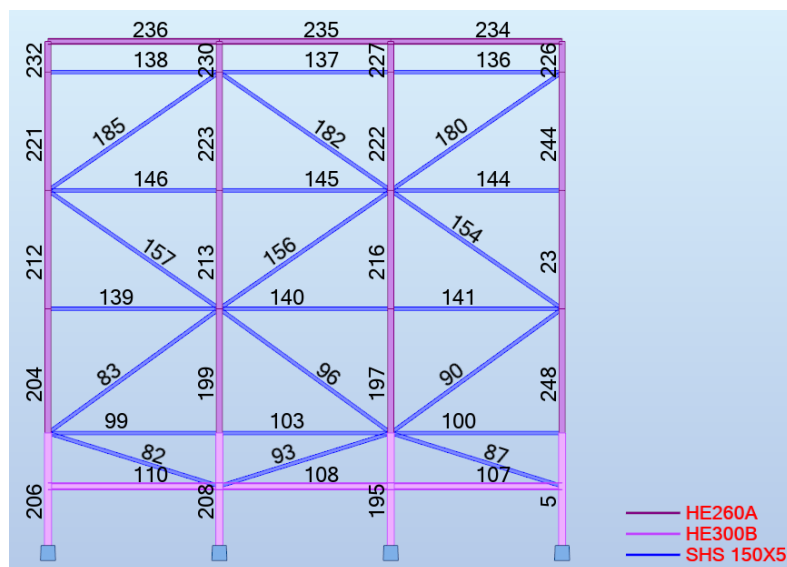 236 235 234
232 138 230 137 227 136 226
221 185 223 182 222 180 244
146 145 144
212 157 213 156 216 154 23
139 140 141
204 83 199 96 197 90 248
99 103 100
82 93 87
110 108 107
206 208 195 5
HE260A
HE300B
SHS 150X5